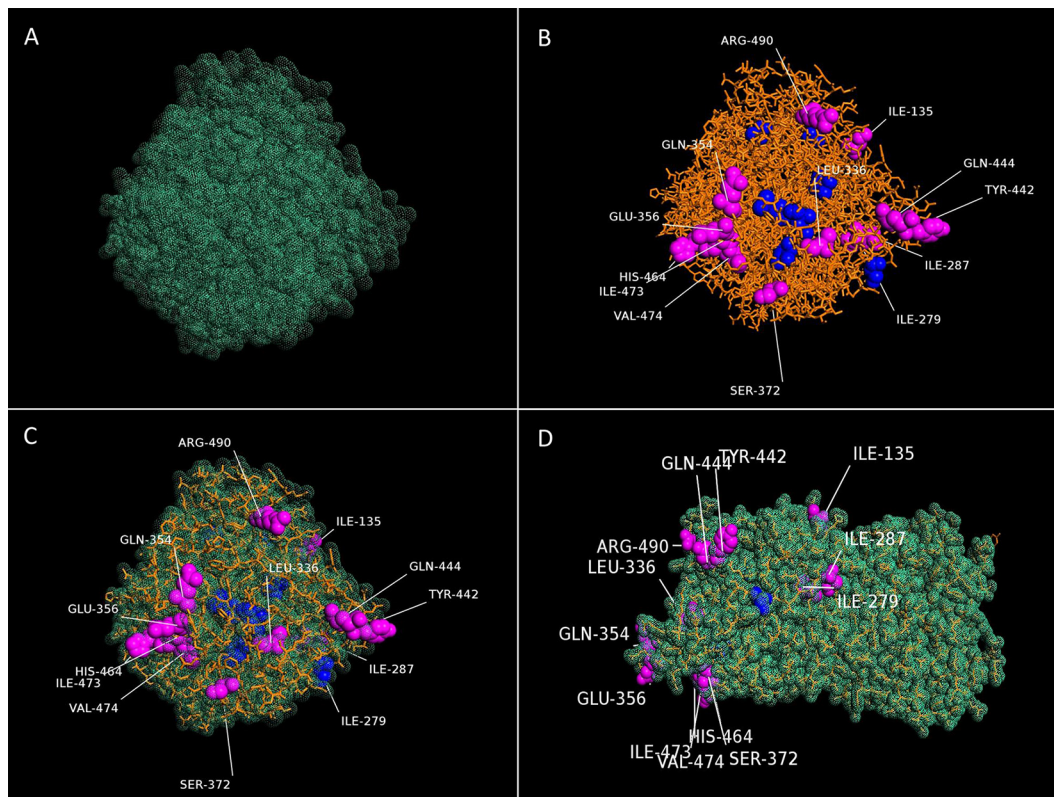 A
B
ARG-490
ILE-135
GLN-354
LEU-336
GLN-444
TYR-442
GLU-356
HIS-464
ILE-287
ILE-473
VAL-474
ILE-279
SER-372
C
ARG-490
ILE-135
GLN-354
LEU-336
GLN-444
TYR-442
GLU-356
HIS-464
ILE-287
ILE-473
VAL-474
ILE-279
SER-372
D
GLN-444
TYR-442
ILE-135
ARG-490
ILE-287
LEU-336
ILE-279
GLN-354
GLU-356
HIS-464
ILE-473
VAL-474
SER-372